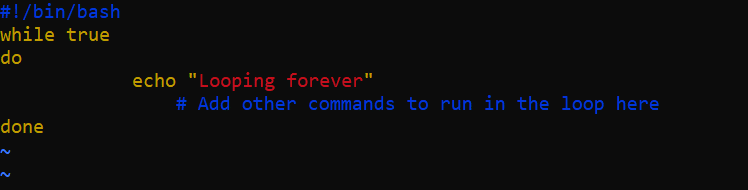 #!/bin/bash
while true
do
            echo "Looping forever"
                # Add other commands to run in the loop here
done
~
~